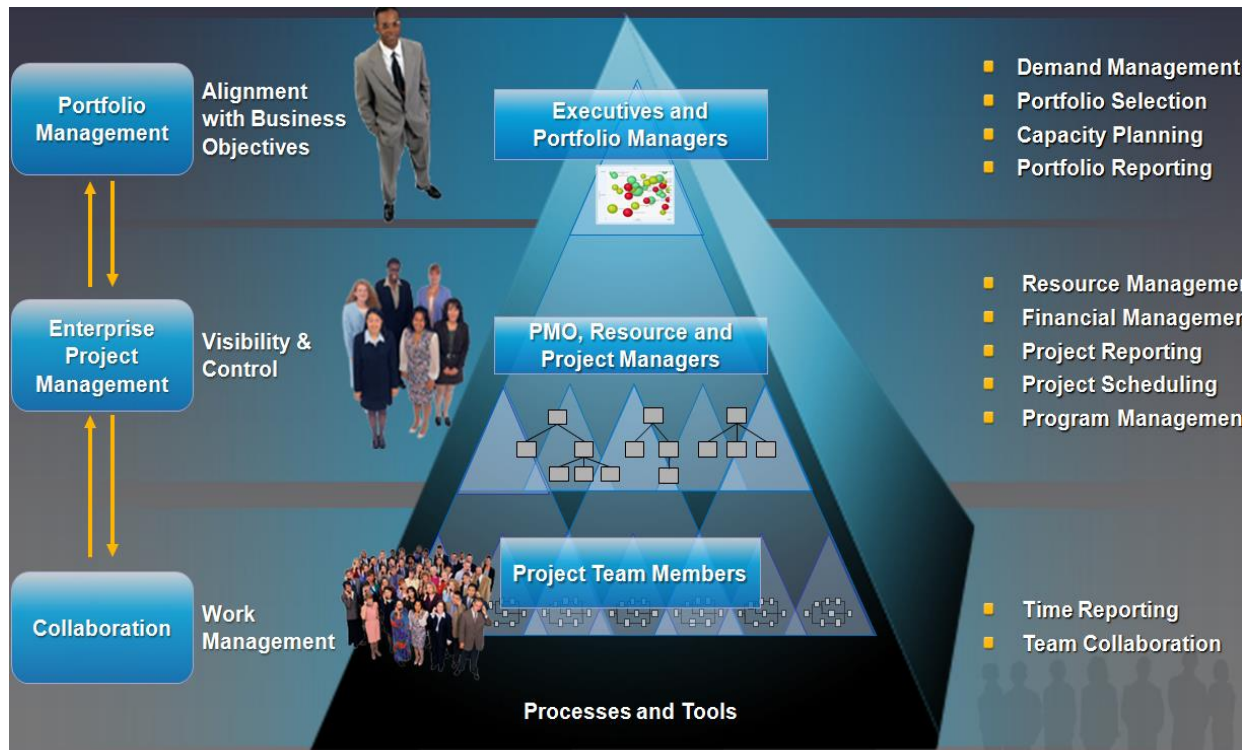 Portfolio
Management
Alignment
with Business
Objectives
Executives and
Portfolio Managers
Demand Management
Portfolio Selection
Capacity Planning
Portfolio Reporting
Enterprise
Project
Management
Visibility &
Control
PMO, Resource and
Project Managers
Resource Managemen
Financial Managemen
Project Reporting
Project Scheduling
Program Managemen
Collaboration
Work
Management
Project Team Members
Time Reporting
Team Collaboration
Processes and Tools